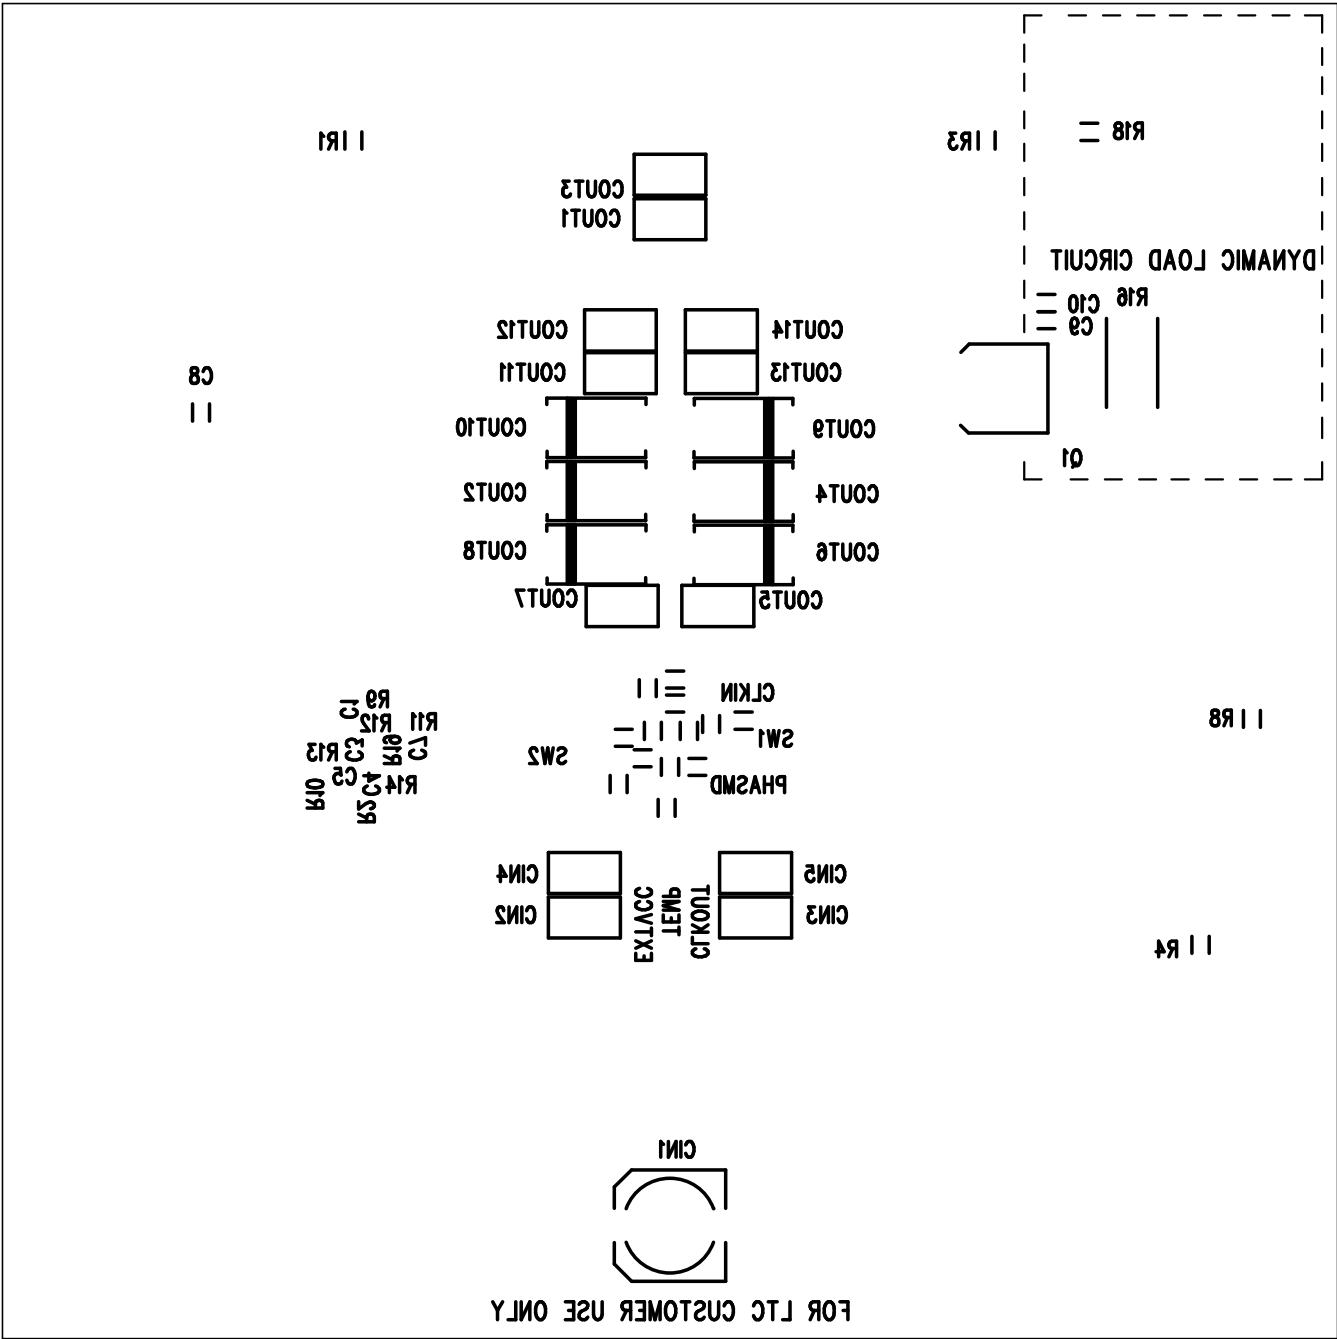 R1
R3
R18
COUT3
COUT1
DYNAMIC LOAD CIRCUIT
C10
R16
C9
COUT12
COUT14
COUT11
COUT13
C8
COUT10
COUT9
Q1
COUT2
COUT4
COUT8
COUT6
COUT7
COUT5
CLKIN
C1
R9
R12
R11
R8
SW1
SW2
R13
C3
R19
C7
C5
C4
R14
PHASMD
R10
R2
CIN4
CIN5
CIN2
EXTVCC
TEMP
CLKOUT
CIN3
R4
CIN1
FOR LTC CUSTOMER USE ONLY